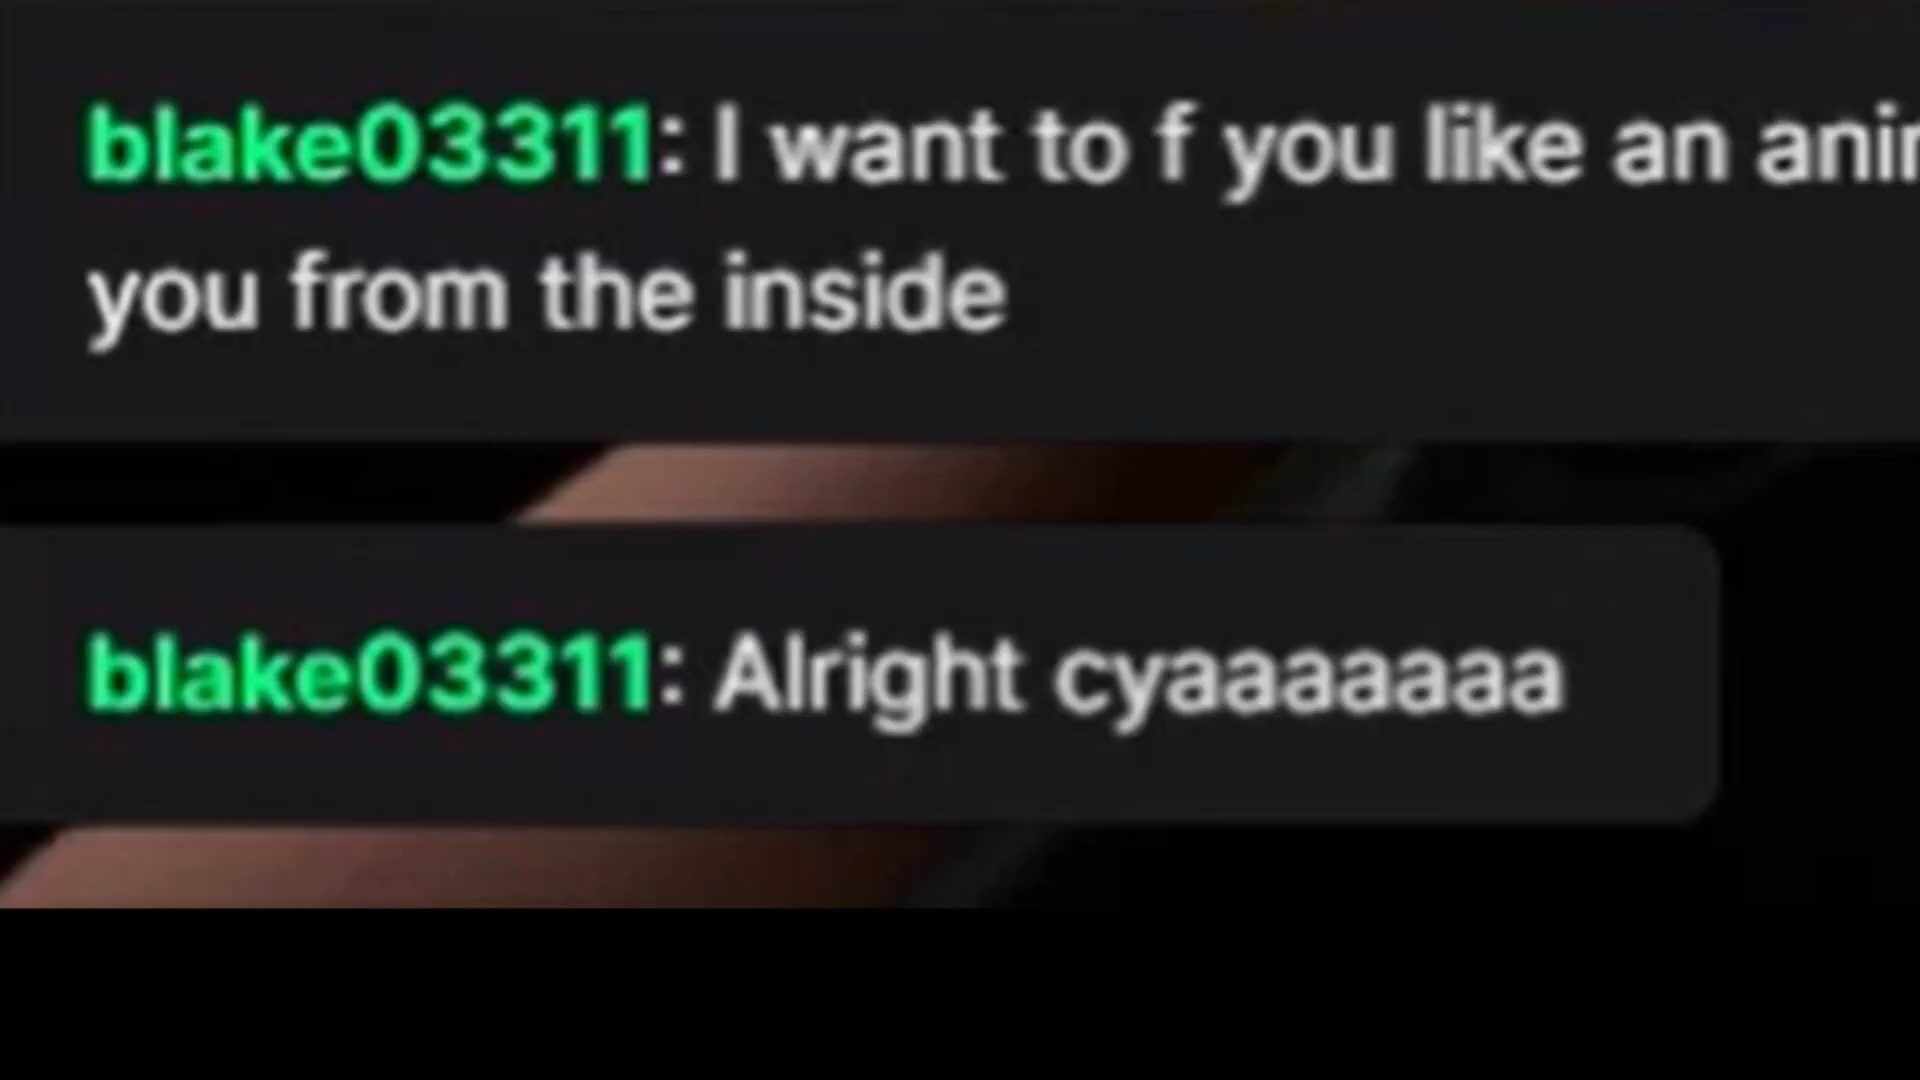 blake03311: I want to f you like an
you from the inside
blake03311: Alright cyaaaaaaa